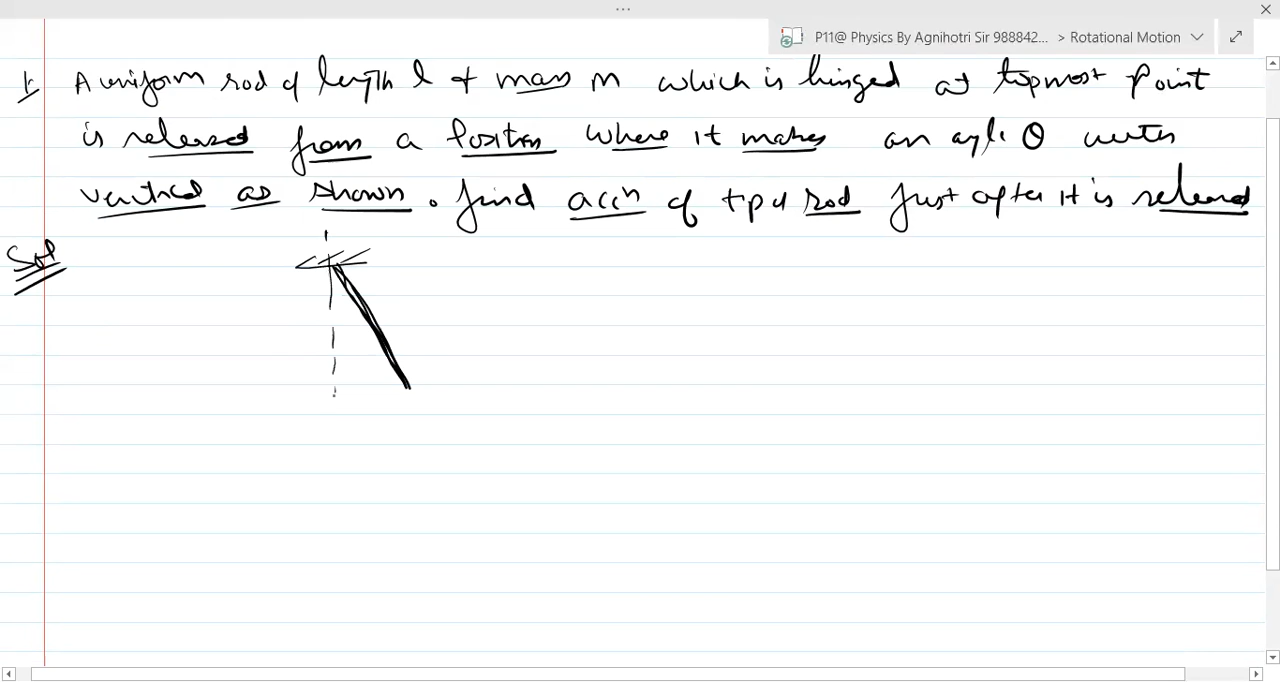 ...
P11@ Physics By Agnihotri Sir 988842... > Rotational Motion
1. A uniform rod of length l & mass m which is hinged at topmost point
is released from a position where it makes an angle θ with
vertical as shown. find accn of tip of rod Just after it is released
Sol